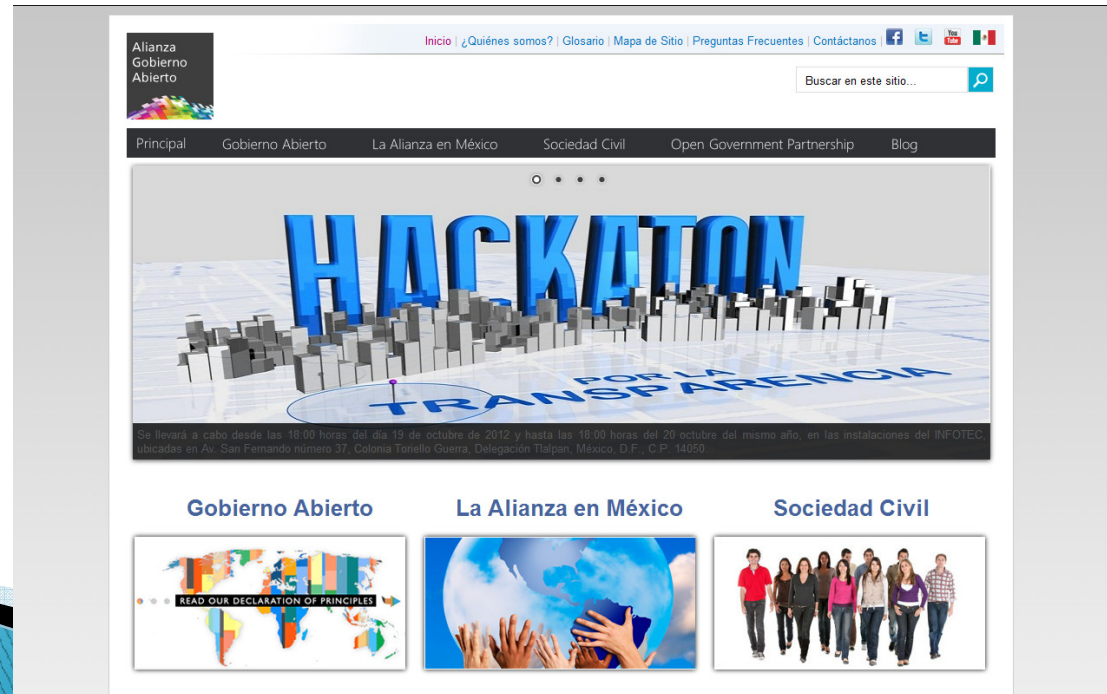 Alianza
Gobierno
Abierto
Inicio | ¿Quiénes somos? | Glosario | Mapa de Sitio | Preguntas Frecuentes | Contáctanos |
You
Tube
Buscar en este sitio...
Principal Gobierno Abierto La Alianza en México Sociedad Civil Open Government Partnership Blog
HACKATON
POR LA
TRANSPARENCIA
Se llevará a cabo desde las 18:00 horas del día 19 de octubre de 2012 y hasta las 18:00 horas del 20 octubre del mismo año, en las instalaciones del INFOTEC,
ubicadas en Av. San Fernando número 37, Colonia Toriello Guerra, Delegación Tlalpan, México, D.F., C.P. 14050.
Gobierno Abierto La Alianza en México Sociedad Civil
READ OUR DECLARATION OF PRINCIPLES